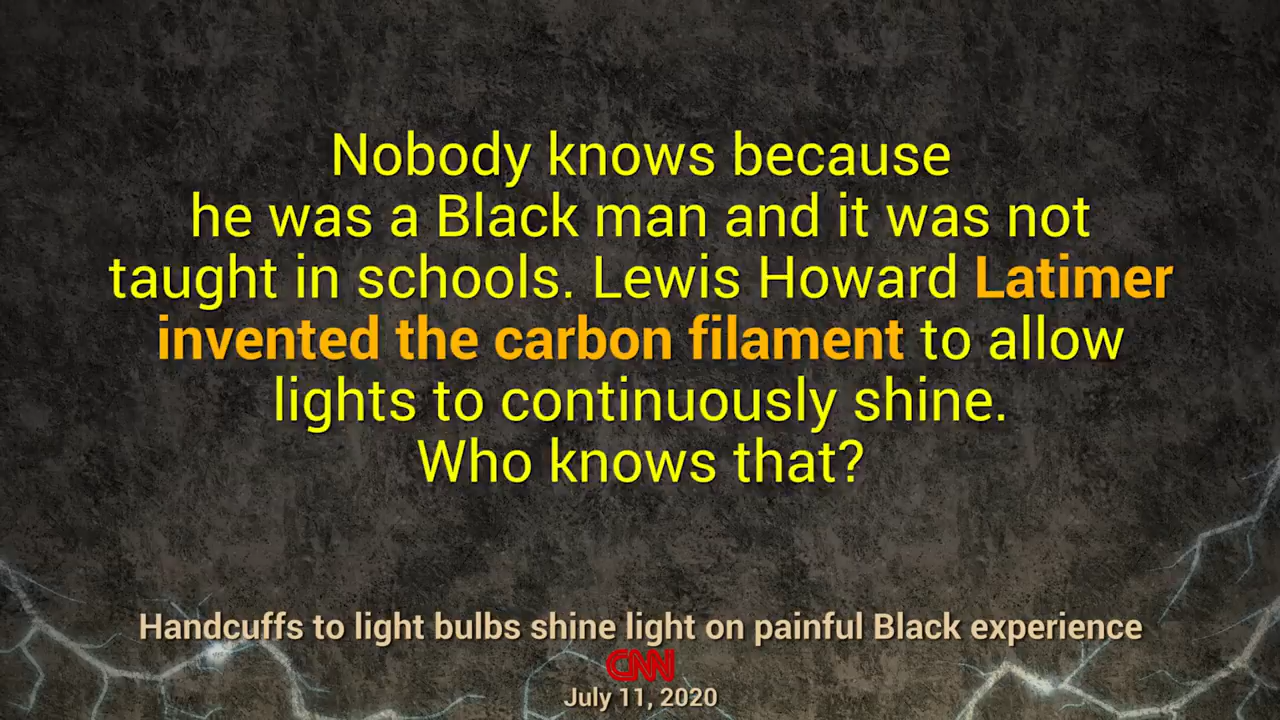 Nobody knows because
he was a Black man and it was not
taught in schools. Lewis Howard Latimer
invented the carbon filament to allow
lights to continuously shine.
Who knows that?
Handcuffs to light bulbs shine light on painful Black experience
CNN
July 11, 2020